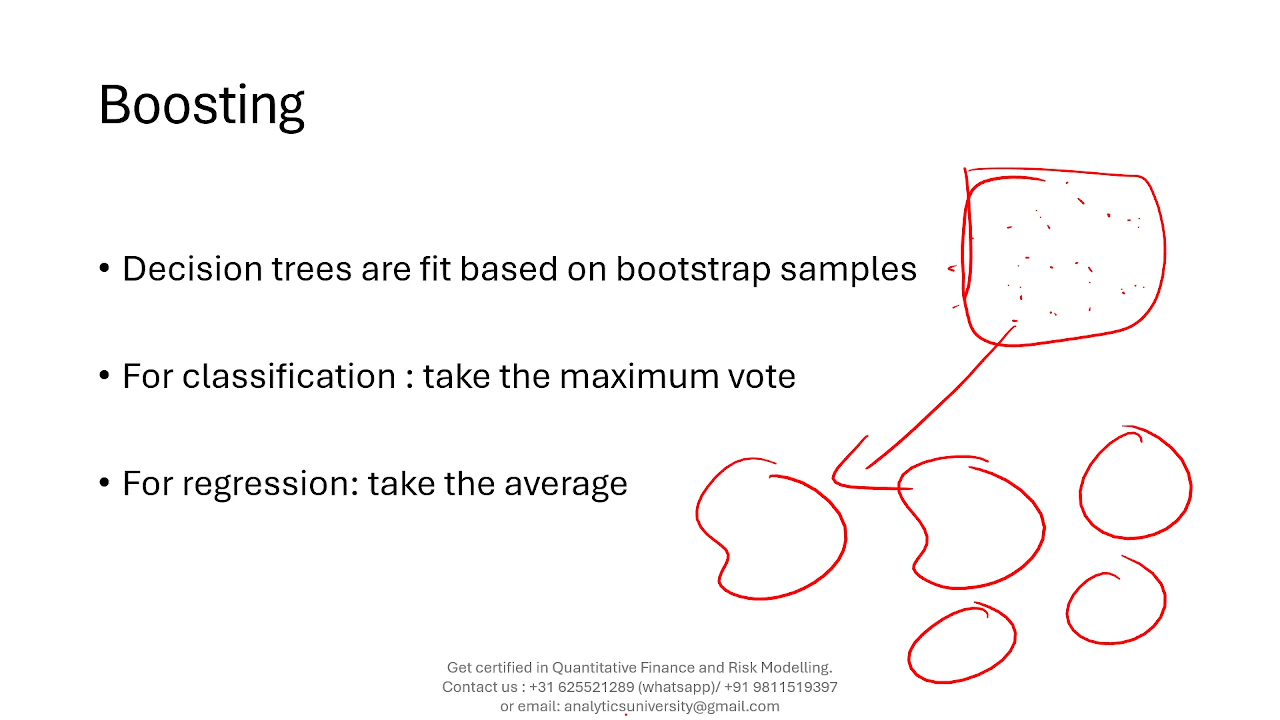 Boosting
• Decision trees are fit based on bootstrap samples
• For classification : take the maximum vote
• For regression: take the average
Get certified in Quantitative Finance and Risk Modelling.
Contact us : +31 625521289 (whatsapp)/ +91 9811519397
or email: analyticsuniversity@gmail.com